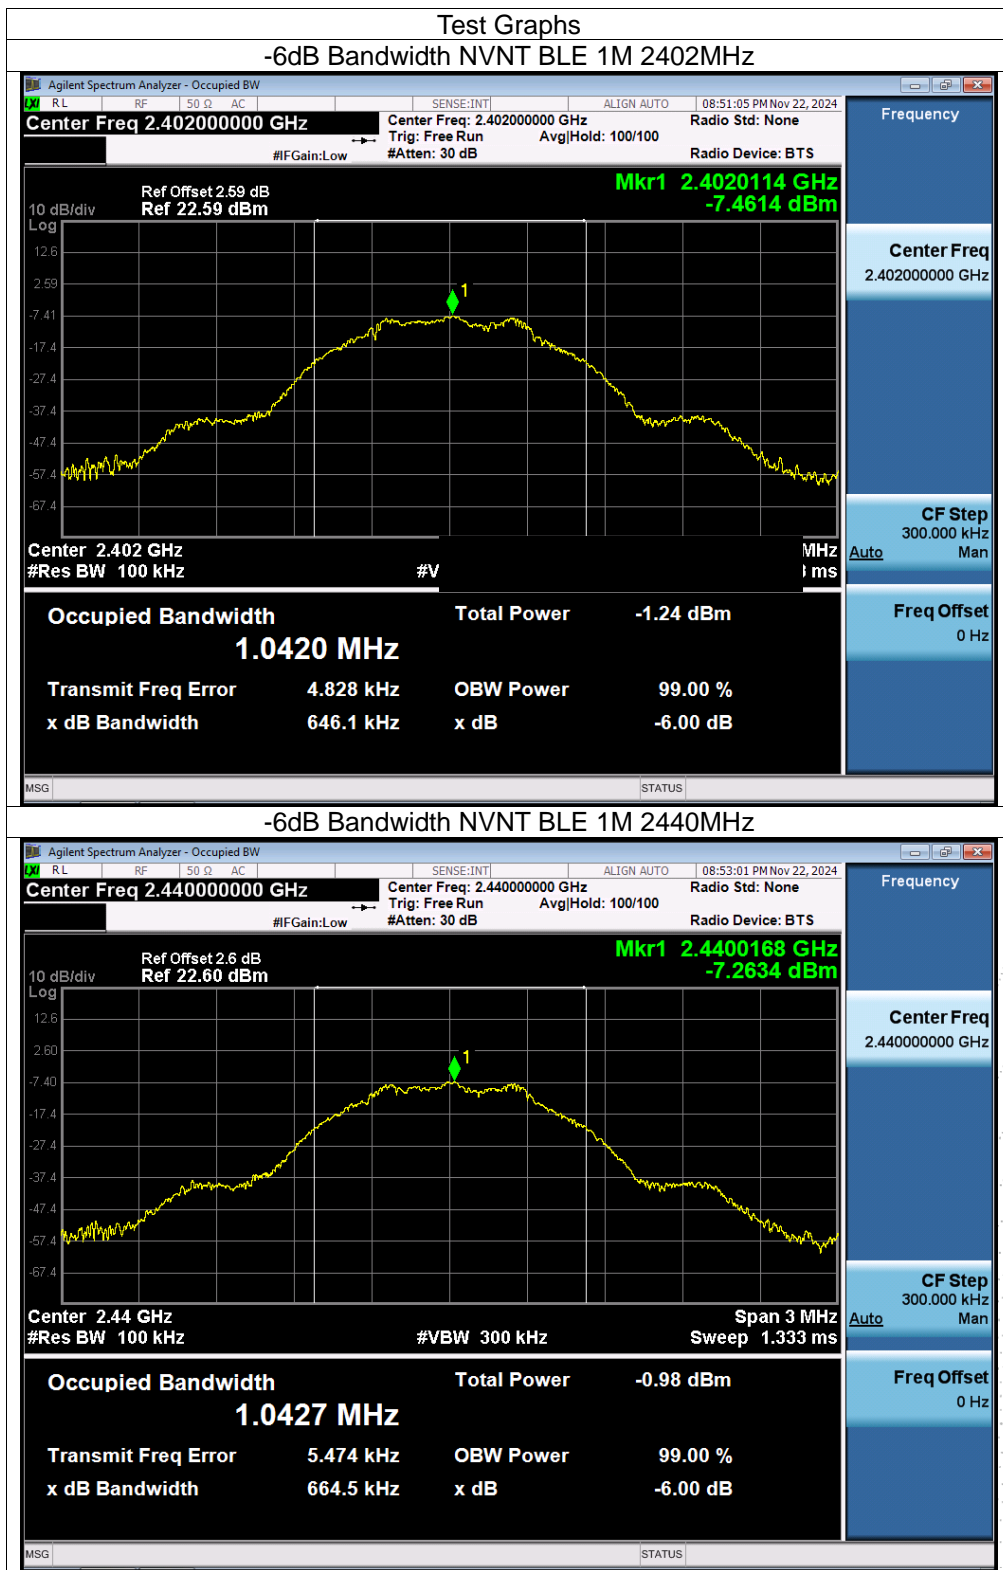 Test Graphs
-6dB Bandwidth NVNT BLE 1M 2402MHz
Agilent Spectrum Analyzer - Occupied BW
LXI RL RF 50 Ω AC SENSE:INT ALIGN AUTO 08:51:05 PM Nov 22, 2024
Center Freq 2.402000000 GHz
Center Freq: 2.402000000 GHz
Radio Std: None
Trig: Free Run Avg|Hold: 100/100
#IFGain:Low #Atten: 30 dB Radio Device: BTS
Frequency
Mkr1 2.4020114 GHz
-7.4614 dBm
Ref Offset 2.59 dB
10 dB/div Ref 22.59 dBm
Log
12.6
2.59
1
-7.41
-17.4
-27.4
-37.4
-47.4
-57.4
-67.4
Center Freq
2.402000000 GHz
CF Step
300.000 kHz
Auto Man
Freq Offset
0 Hz
Center 2.402 GHz MHz
#Res BW 100 kHz #V ms
Occupied Bandwidth Total Power -1.24 dBm
1.0420 MHz
Transmit Freq Error 4.828 kHz OBW Power 99.00 %
x dB Bandwidth 646.1 kHz x dB -6.00 dB
MSG STATUS
-6dB Bandwidth NVNT BLE 1M 2440MHz
Agilent Spectrum Analyzer - Occupied BW
LXI RL RF 50 Ω AC SENSE:INT ALIGN AUTO 08:53:01 PM Nov 22, 2024
Center Freq 2.440000000 GHz
Center Freq: 2.440000000 GHz
Radio Std: None
Trig: Free Run Avg|Hold: 100/100
#IFGain:Low #Atten: 30 dB Radio Device: BTS
Frequency
Mkr1 2.4400168 GHz
-7.2634 dBm
Ref Offset 2.6 dB
10 dB/div Ref 22.60 dBm
Log
12.6
2.60
1
-7.40
-17.4
-27.4
-37.4
-47.4
-57.4
-67.4
Center Freq
2.440000000 GHz
CF Step
300.000 kHz
Auto Man
Freq Offset
0 Hz
Center 2.44 GHz Span 3 MHz
#Res BW 100 kHz #VBW 300 kHz Sweep 1.333 ms
Occupied Bandwidth Total Power -0.98 dBm
1.0427 MHz
Transmit Freq Error 5.474 kHz OBW Power 99.00 %
x dB Bandwidth 664.5 kHz x dB -6.00 dB
MSG STATUS